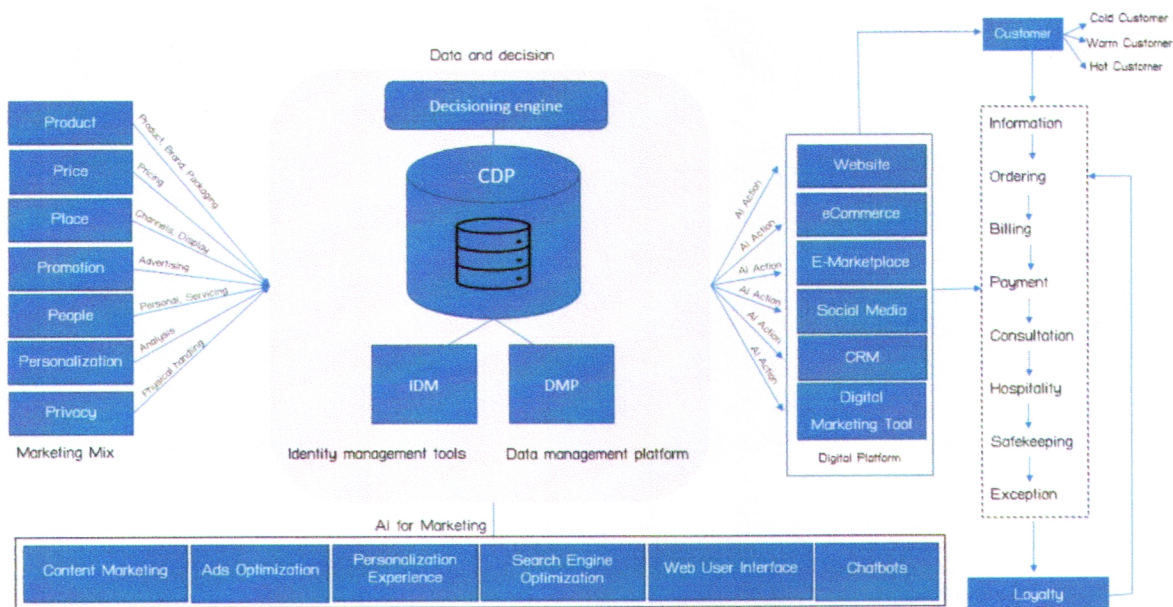 Data and decision
Decisioning engine
CDP
IDM
DMP
Identity management tools
Data management platform
Product
Price
Place
Promotion
People
Personalization
Privacy
Marketing Mix
Product, Brand, Packaging
Pricing
Channels, Display
Advertising
Personal, Servicing
Analysis
Physical handling
AI Action
AI Action
AI Action
AI Action
AI Action
AI Action
Website
eCommerce
E-Marketplace
Social Media
CRM
Digital
Marketing Tool
Digital Platform
Customer
Cold Customer
Warm Customer
Hot Customer
Information
Ordering
Billing
Payment
Consultation
Hospitality
Safekeeping
Exception
Loyalty
AI for Marketing
Content Marketing
Ads Optimization
Personalization
Experience
Search Engine
Optimization
Web User Interface
Chatbots